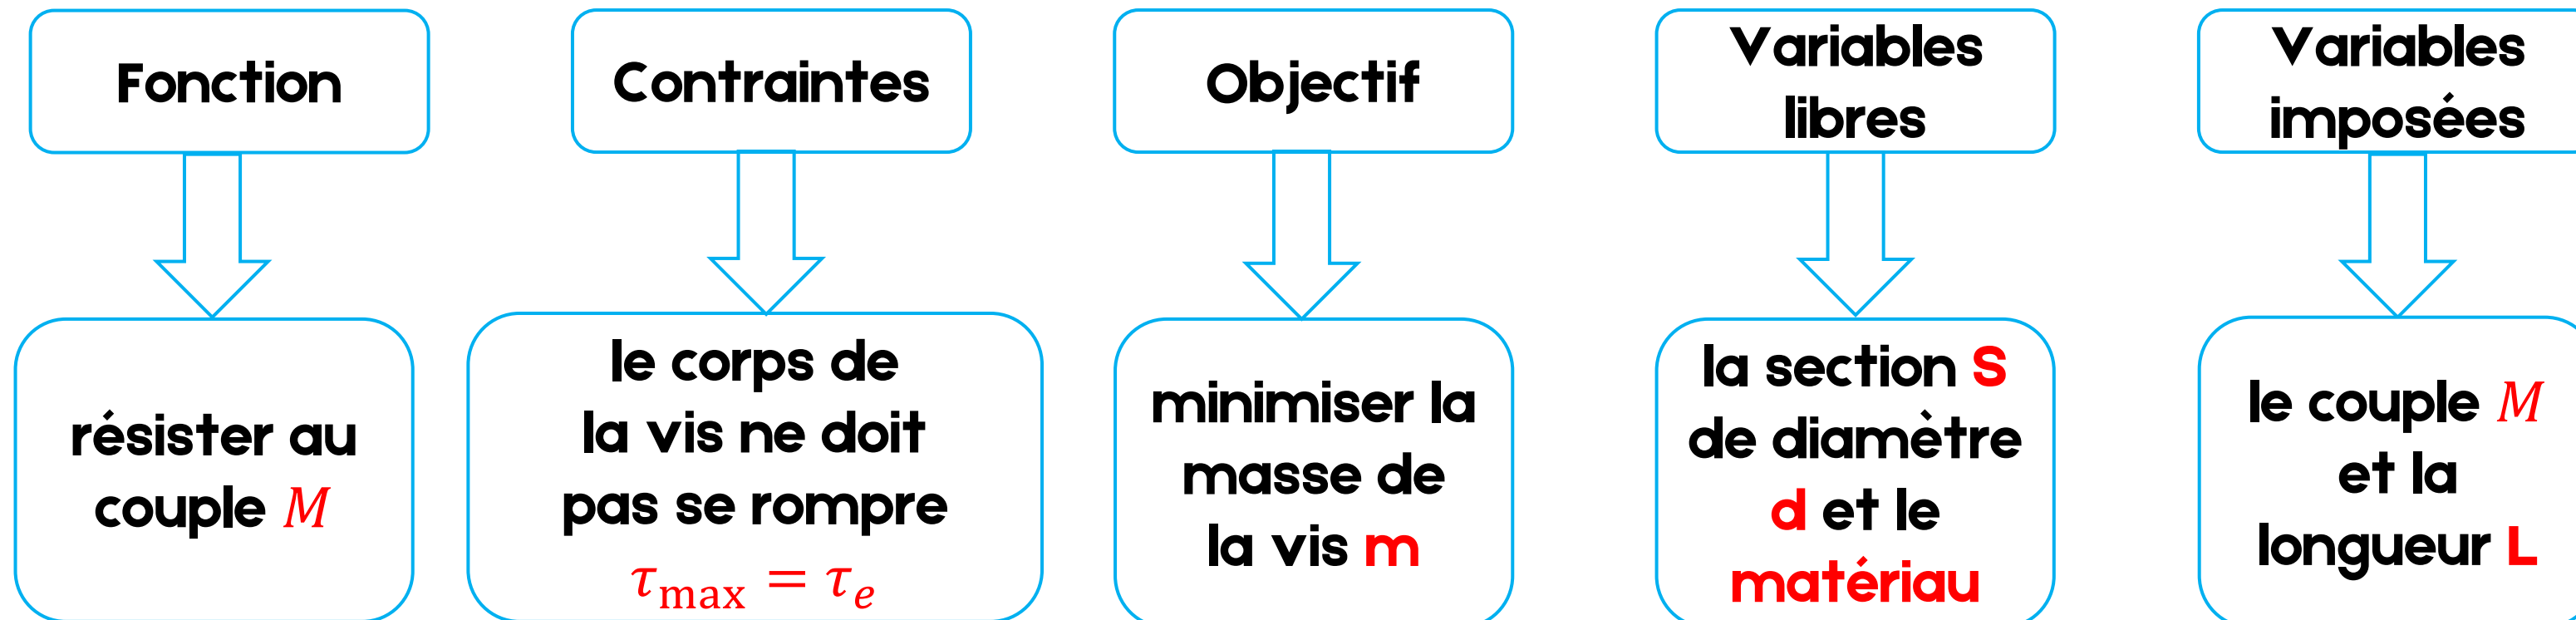 Fonction
Contraintes
Objectif
Variables
libres
Variables
imposées
résister au
couple M
le corps de
la vis ne doit
pas se rompre
τmax = τe
minimiser la
masse de
la vis m
la section S
de diamètre
d et le
matériau
le couple M
et la
longueur L